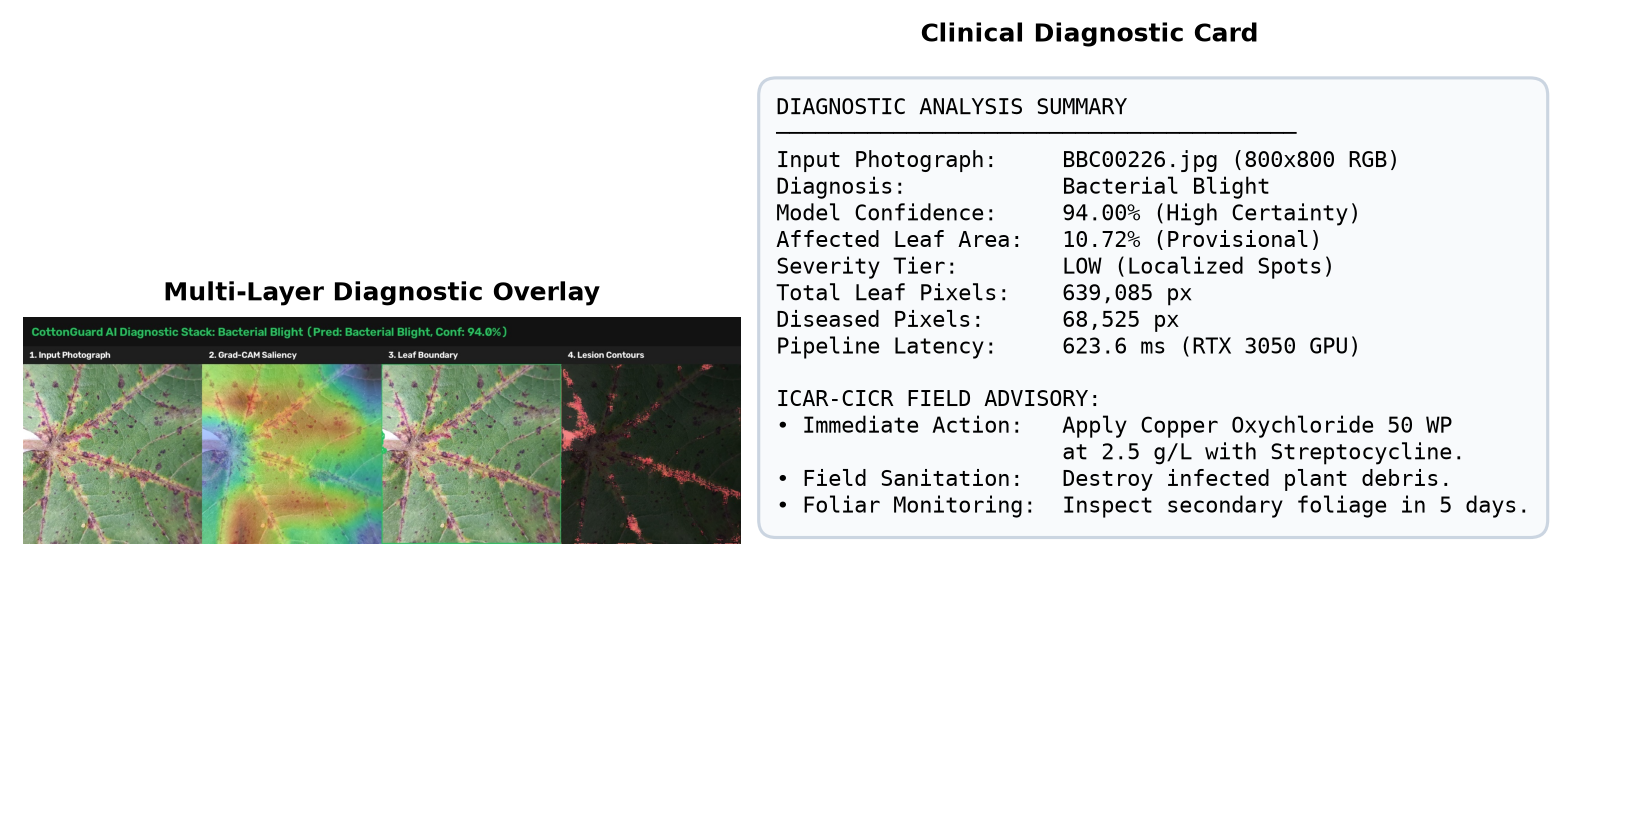 Clinical Diagnostic Card
DIAGNOSTIC ANALYSIS SUMMARY
Input Photograph: BBC00226.jpg (800x800 RGB)
Diagnosis: Bacterial Blight
Model Confidence: 94.00% (High Certainty)
Affected Leaf Area: 10.72% (Provisional)
Severity Tier: LOW (Localized Spots)
Total Leaf Pixels: 639,085 px
Diseased Pixels: 68,525 px
Pipeline Latency: 623.6 ms (RTX 3050 GPU)
ICAR-CICR FIELD ADVISORY:
• Immediate Action: Apply Copper Oxychloride 50 WP
at 2.5 g/L with Streptocycline.
• Field Sanitation: Destroy infected plant debris.
• Foliar Monitoring: Inspect secondary foliage in 5 days.
Multi-Layer Diagnostic Overlay
CottonGuard AI Diagnostic Stack: Bacterial Blight (Pred: Bacterial Blight, Conf: 94.0%)
1. Input Photograph
2. Grad-CAM Saliency
3. Leaf Boundary
4. Lesion Contours